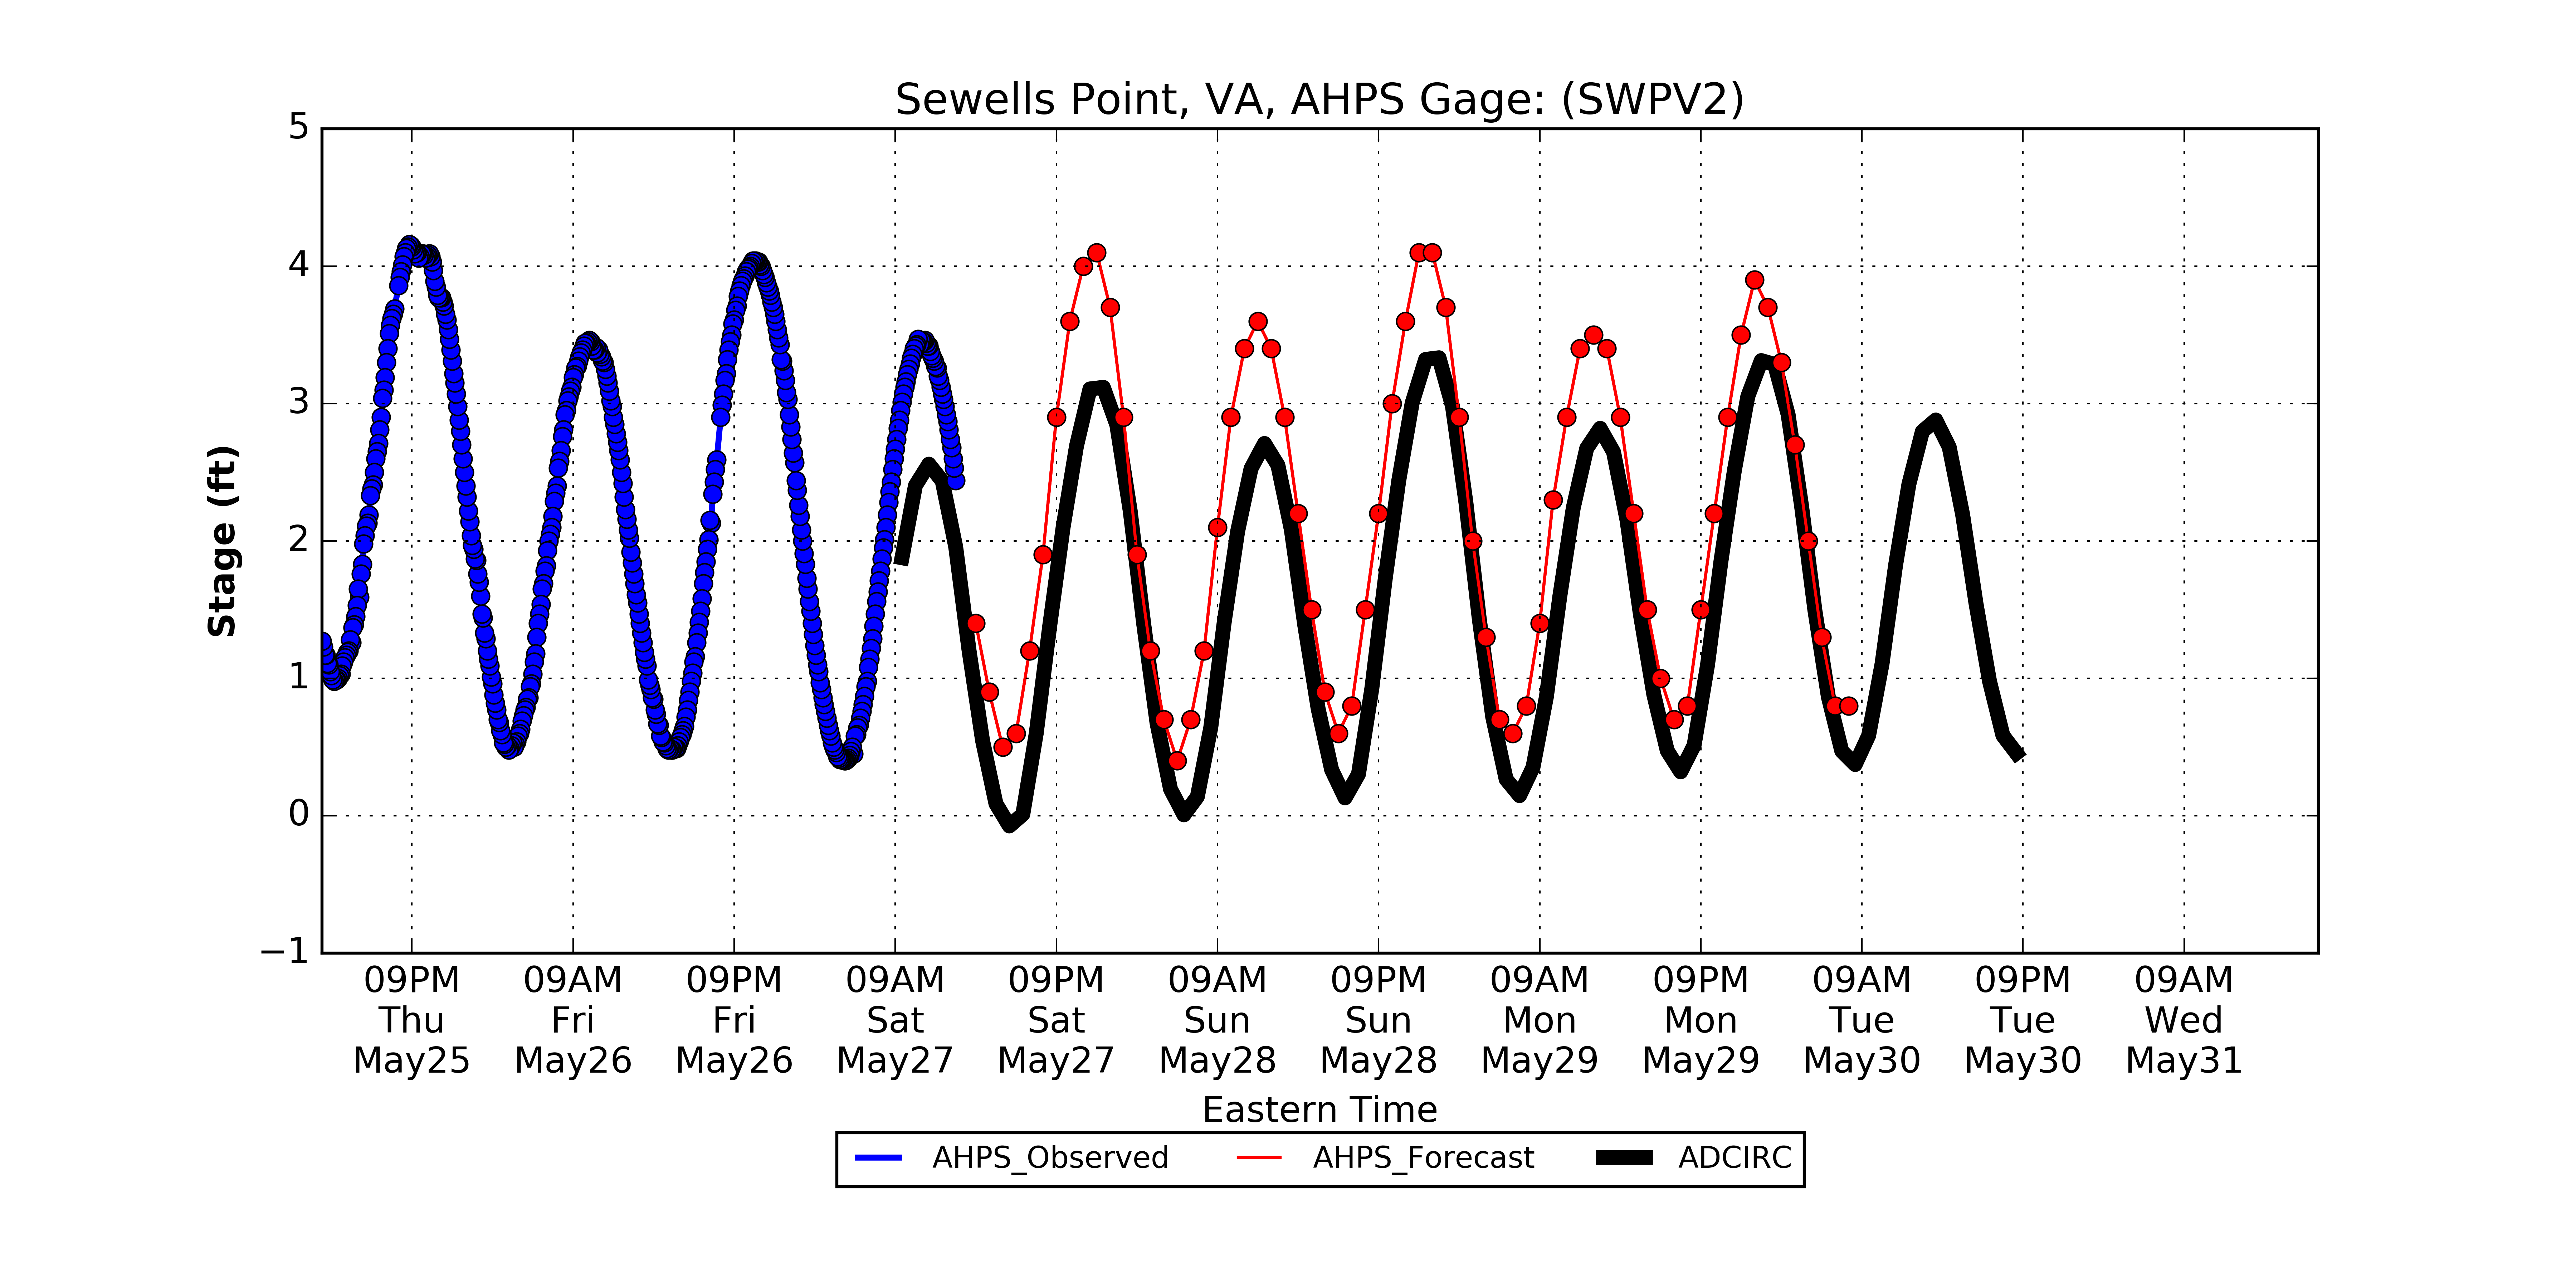 Sewells Point, VA, AHPS Gage: (SWPV2)
Stage (ft)
5
4
3
2
1
0
−1
09PM 09AM 09PM 09AM 09PM 09AM 09PM 09AM 09PM 09AM 09PM 09AM
Thu Fri Fri Sat Sat Sun Sun Mon Mon Tue Tue Wed
May25 May26 May26 May27 May27 May28 May28 May29 May29 May30 May30 May31
Eastern Time
AHPS_Observed AHPS_Forecast ADCIRC